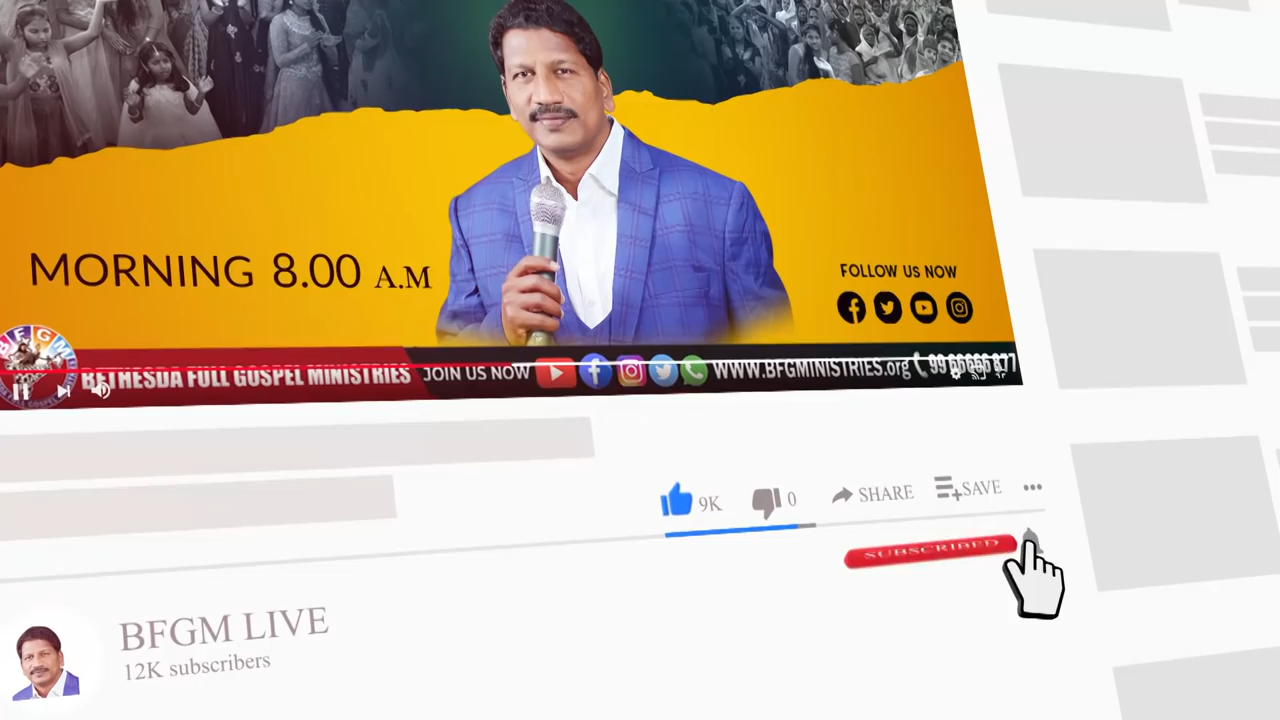 MORNING 8.00 A.M
FOLLOW US NOW
BFGM
BETHESDA FULL GOSPEL MINISTRIES
JOIN US NOW
WWW.BFGMINISTRIES.org
9K
0
SHARE
SAVE
SUBSCRIBED
BFGM LIVE
12K subscribers